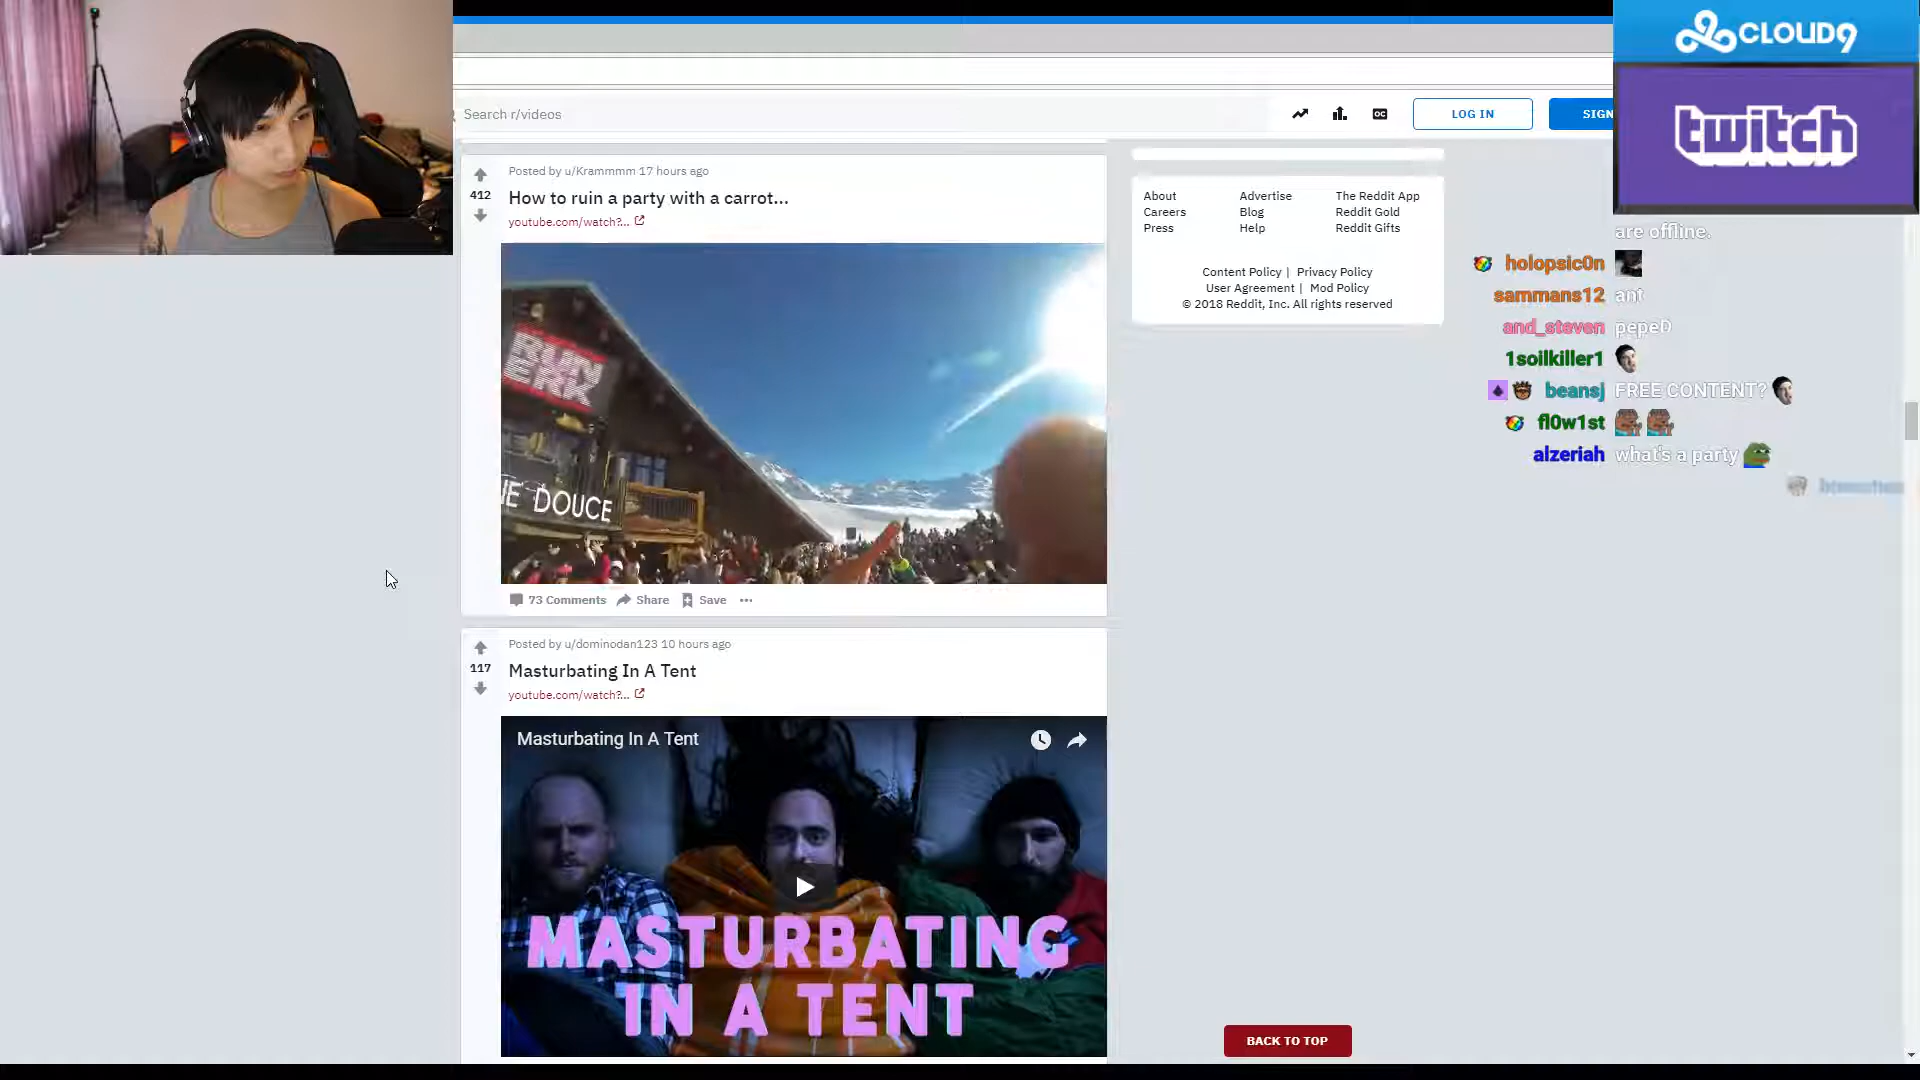 CLOUD9
twitch
Search r/videos
LOG IN
SIGN
Posted by u/Krammmm 17 hours ago
412
How to ruin a party with a carrot...
youtube.com/watch?...
RUN
ERK
IE DOUCE
73 Comments
Share
Save
Posted by u/dominodan123 10 hours ago
117
Masturbating In A Tent
youtube.com/watch?...
Masturbating In A Tent
MASTURBATING
IN A TENT
About Advertise The Reddit App
Careers Blog Reddit Gold
Press Help Reddit Gifts
Content Policy | Privacy Policy
User Agreement | Mod Policy
© 2018 Reddit, Inc. All rights reserved
BACK TO TOP
are offline.
holopsic0n
sammans12 ant
and_steven pepeD
1soilkiller1
beansj FREE CONTENT?
fl0w1st
alzeriah what's a party